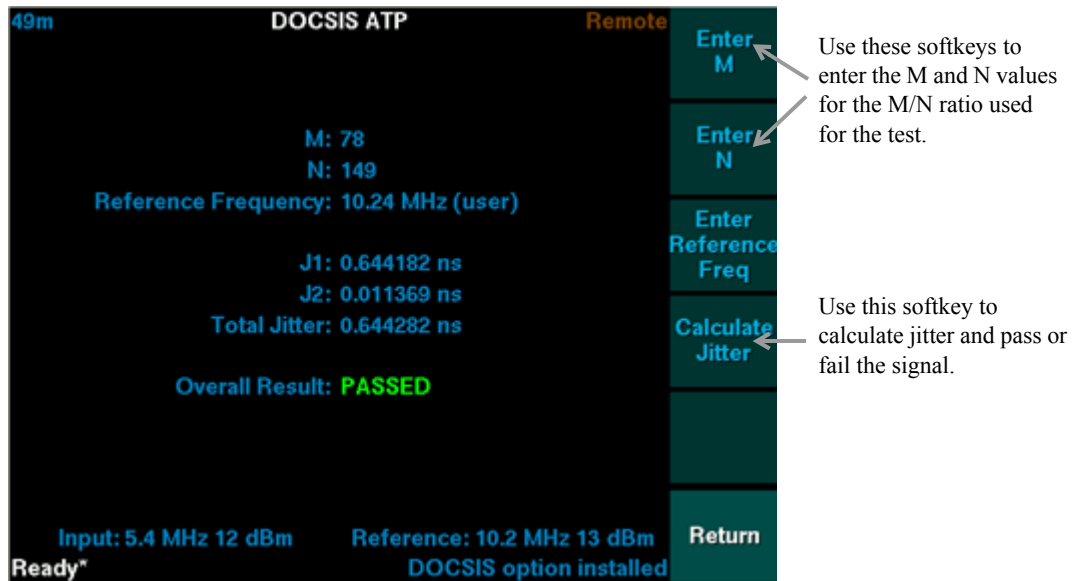 49m DOCSIS ATP Remote
M: 78
N: 149
Reference Frequency: 10.24 MHz (user)
J1: 0.644182 ns
J2: 0.011369 ns
Total Jitter: 0.644282 ns
Overall Result: PASSED
Input: 5.4 MHz 12 dBm Reference: 10.2 MHz 13 dBm
Ready* DOCSIS option installed
Enter
M
Enter
N
Enter
Reference
Freq
Calculate
Jitter
Return
Use these softkeys to
enter the M and N values
for the M/N ratio used
for the test.
Use this softkey to
calculate jitter and pass or
fail the signal.